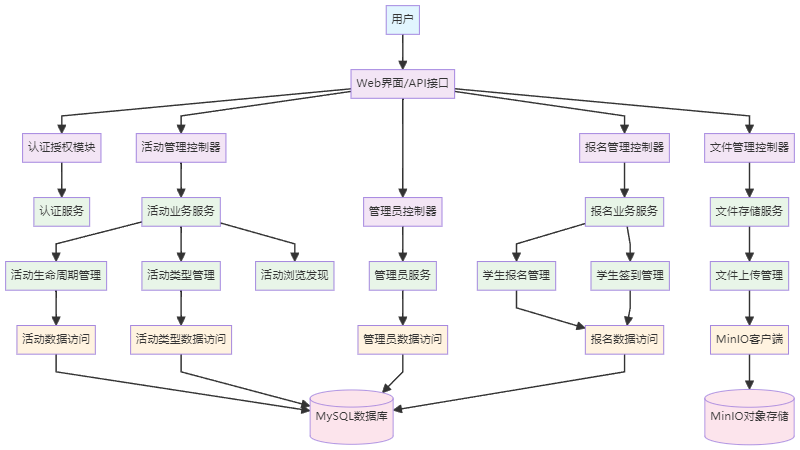 用户
Web界面/API接口
认证授权模块
活动管理控制器
报名管理控制器
文件管理控制器
认证服务
活动业务服务
管理员控制器
报名业务服务
文件存储服务
活动生命周期管理
活动类型管理
活动浏览发现
管理员服务
学生报名管理
学生签到管理
文件上传管理
活动数据访问
活动类型数据访问
管理员数据访问
报名数据访问
MinIO客户端
MySQL数据库
MinIO对象存储